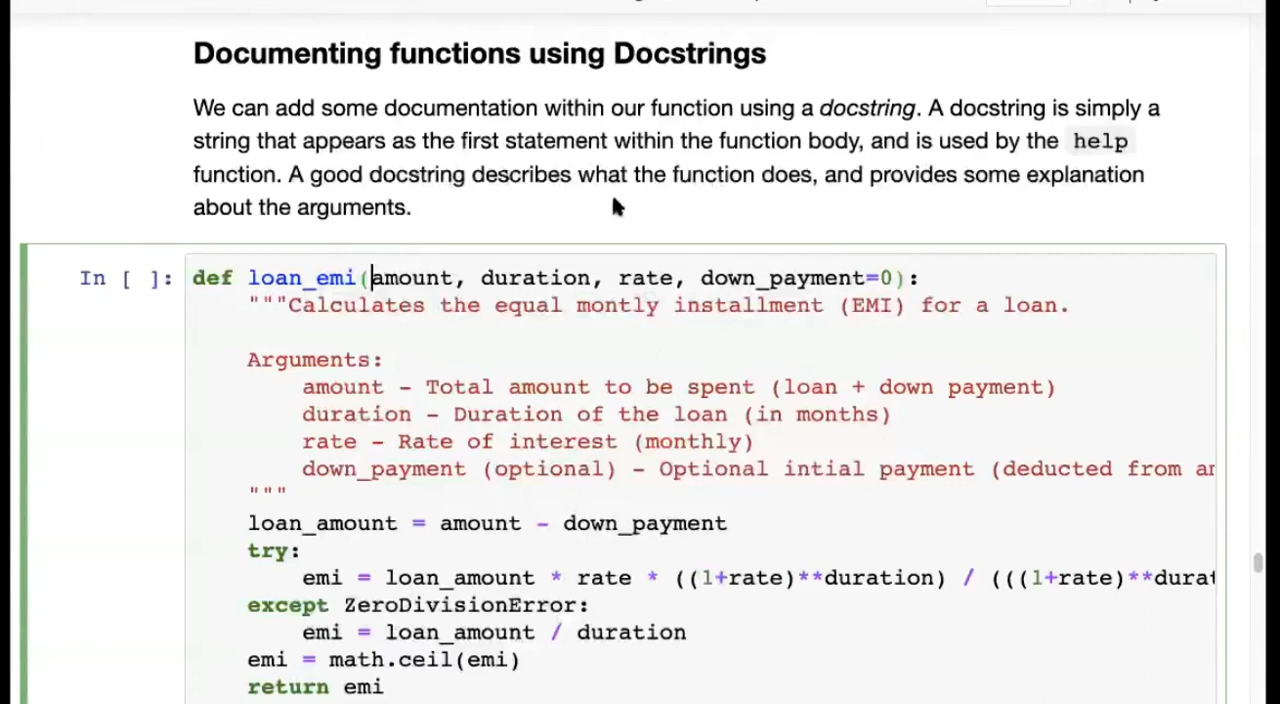 Documenting functions using Docstrings
We can add some documentation within our function using a docstring. A docstring is simply a
string that appears as the first statement within the function body, and is used by the help
function. A good docstring describes what the function does, and provides some explanation
about the arguments.
In [ ]: def loan_emi(amount, duration, rate, down_payment=0):
"""Calculates the equal montly installment (EMI) for a loan.
Arguments:
amount - Total amount to be spent (loan + down payment)
duration - Duration of the loan (in months)
rate - Rate of interest (monthly)
down_payment (optional) - Optional intial payment (deducted from
"""
loan_amount = amount - down_payment
try:
emi = loan_amount * rate * ((1+rate)**duration) / (((1+rate)**durat
except ZeroDivisionError:
emi = loan_amount / duration
emi = math.ceil(emi)
return emi